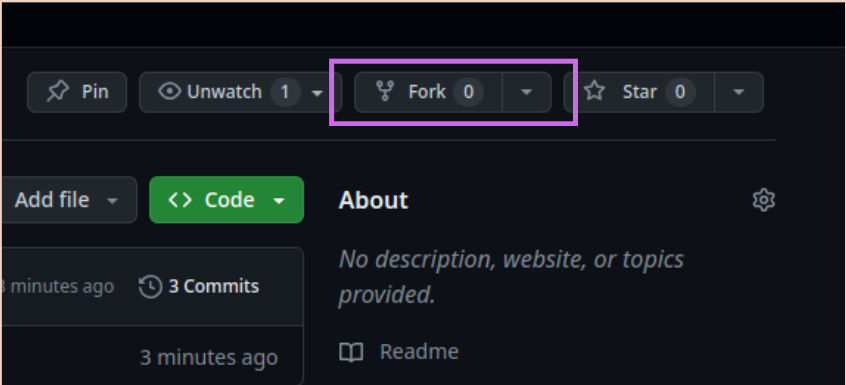 Pin Unwatch 1 Fork 0 Star 0
Add file <> Code About
No description, website, or topics
provided.
minutes ago 3 Commits
Readme
3 minutes ago